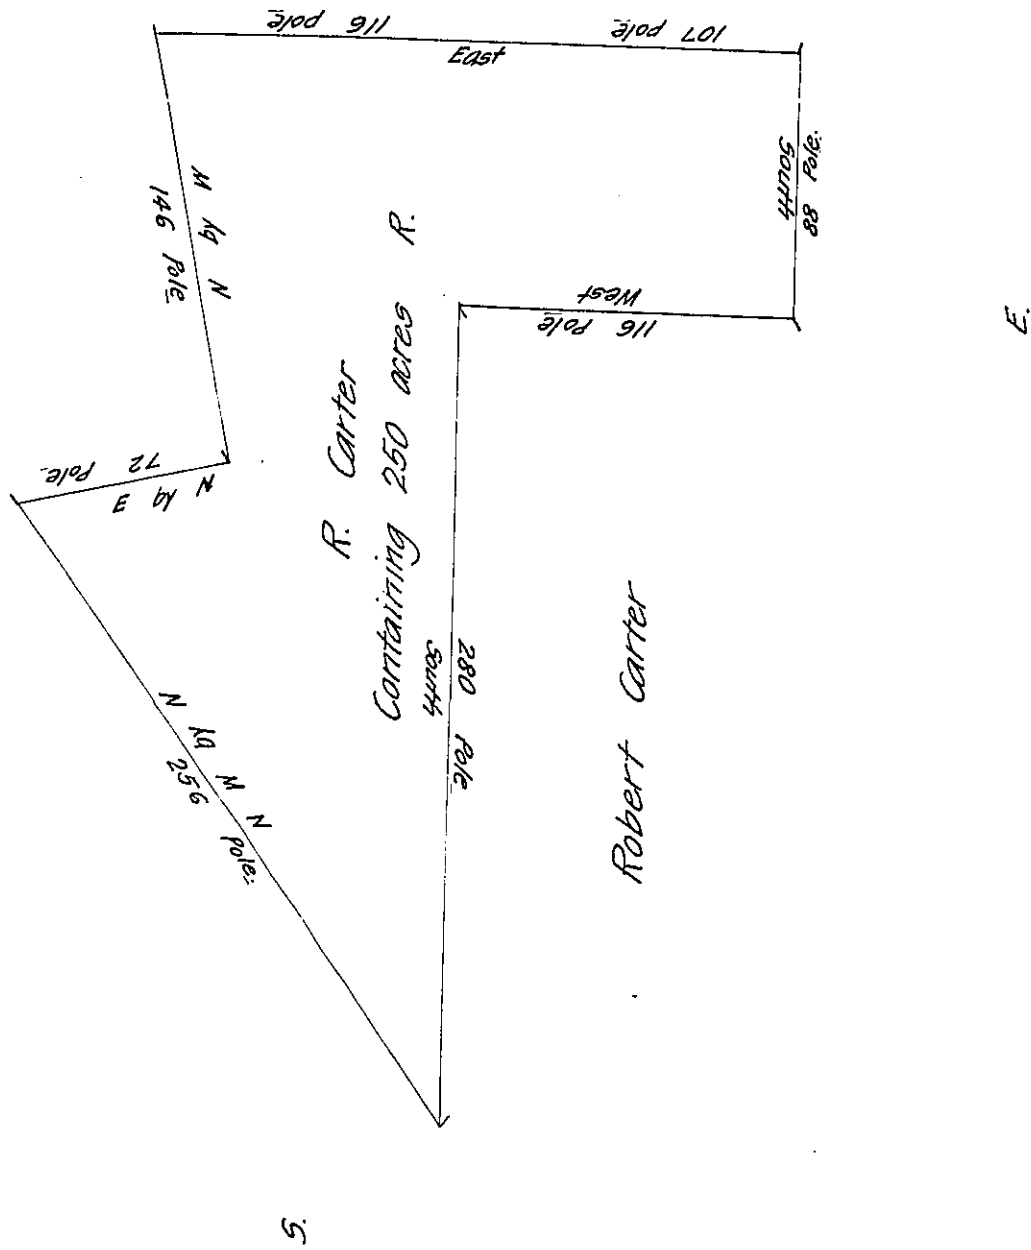 116 pole
107 pole
East
W by N
146 Pole
South
88 Pole.
West
116 Pole
72 Pole.
N by E
R. Carter
Containing 250 acres R.
South
280 Pole
N W by N
256 pole:
Robert Carter
E.
S.